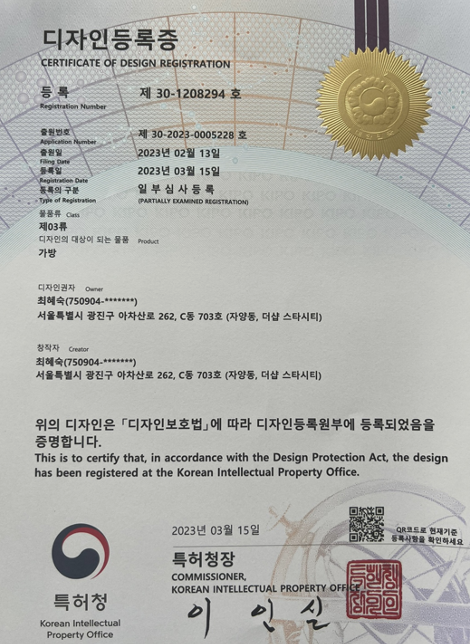 디자인등록증
CERTIFICATE OF DESIGN REGISTRATION
등 록 제 30-1208294 호
Registration Number
출원번호 제 30-2023-0005228 호
Application Number
출원일 2023년 02월 13일
Filing Date
등록일 2023년 03월 15일
Registration Date
등록의 구분 일부심사등록
Type of Registration (PARTIALLY EXAMINED REGISTRATION)
물품류 Class
제03류
디자인의 대상이 되는 물품 Product
가방
디자인권자 Owner
최혜숙(750904-*******)
서울특별시 광진구 아차산로 262, C동 703호 (자양동, 더샵 스타시티)
창작자 Creator
최혜숙(750904-*******)
서울특별시 광진구 아차산로 262, C동 703호 (자양동, 더샵 스타시티)
위의 디자인은 「디자인보호법」에 따라 디자인등록원부에 등록되었음을
증명합니다.
This is to certify that, in accordance with the Design Protection Act, the design
has been registered at the Korean Intellectual Property Office.
2023년 03월 15일
QR코드로 현재기준
등록사항을 확인하세요
특허청장
COMMISSIONER,
KOREAN INTELLECTUAL PROPERTY OFFICE
이 인 실
특허청
Korean Intellectual
Property Office